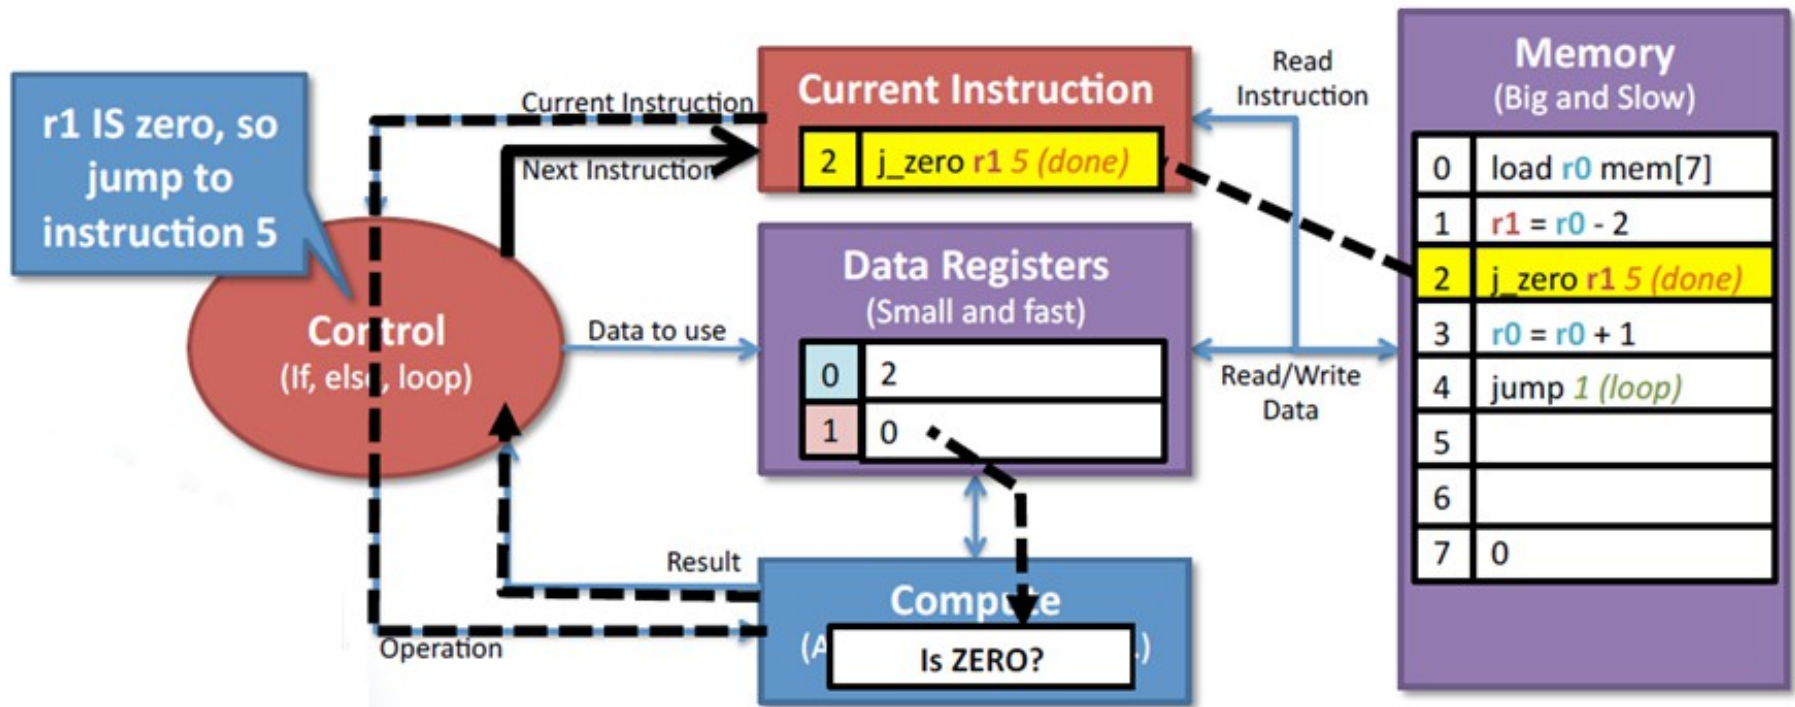 r1 IS zero, so
jump to
instruction 5
Current Instruction
Next Instruction
Current Instruction
2 j_zero r1 5 (done)
Read
Instruction
Memory
(Big and Slow)
0 load r0 mem[7]
1 r1 = r0 - 2
2 j_zero r1 5 (done)
3 r0 = r0 + 1
4 jump 1 (loop)
5
6
7 0
Control
(If, else, loop)
Data to use
Data Registers
(Small and fast)
0 2
1 0
Read/Write
Data
Result
Operation
Compute
(A .)
Is ZERO?